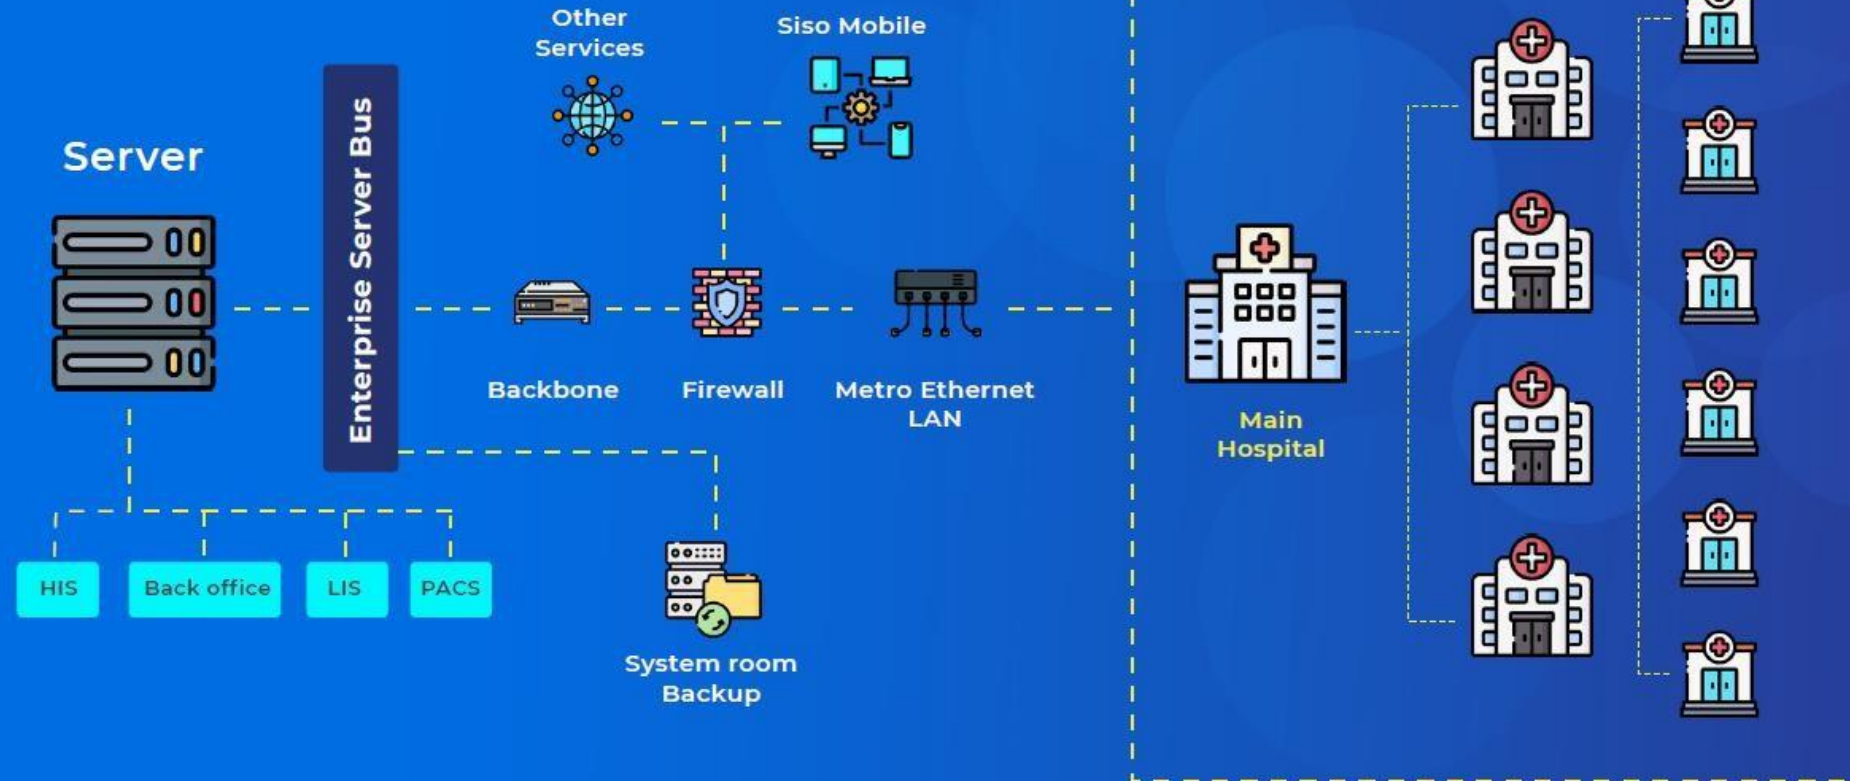 Other
Services
Siso Mobile
Server
Enterprise Server Bus
Backbone
Firewall
Metro Ethernet
LAN
Main
Hospital
HIS
Back office
LIS
PACS
System room
Backup